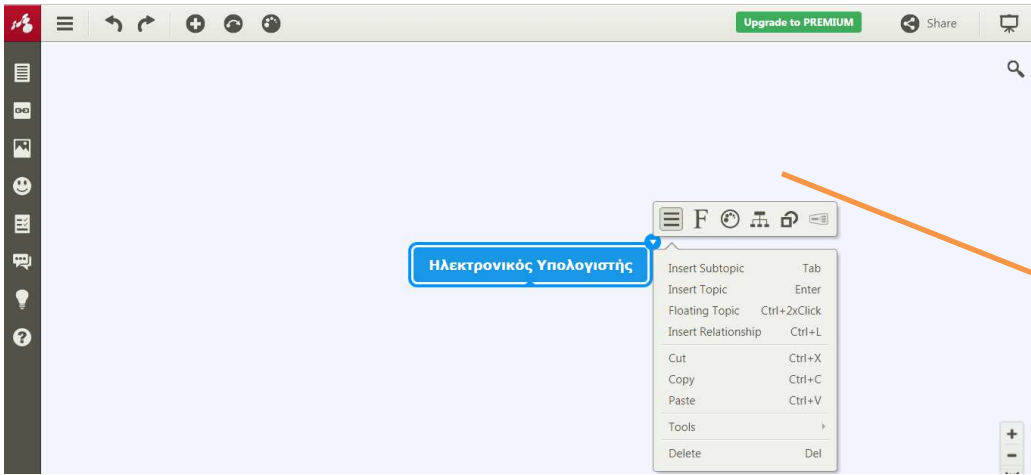 Upgrade to PREMIUM
Share
Ηλεκτρονικός Υπολογιστής
F
Insert Subtopic Tab
Insert Topic Enter
Floating Topic Ctrl+2xClick
Insert Relationship Ctrl+L
Cut Ctrl+X
Copy Ctrl+C
Paste Ctrl+V
Tools
Delete Del